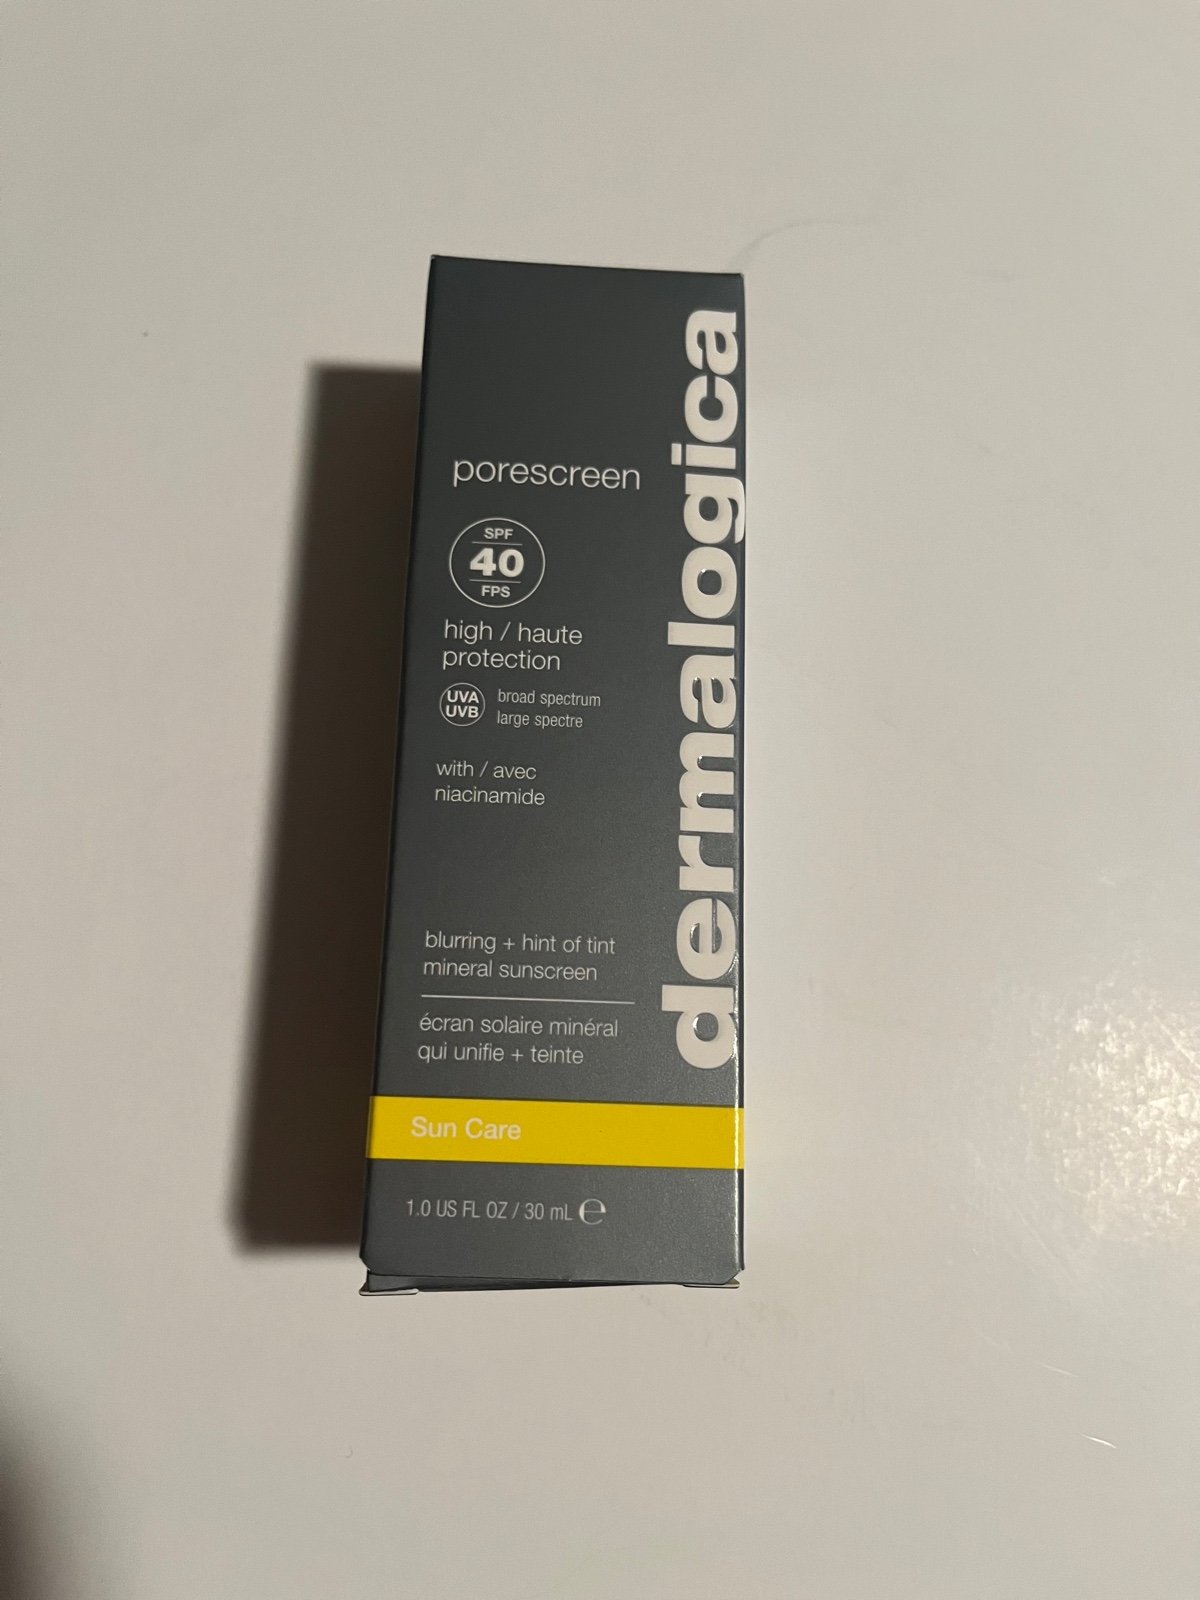 porescreen
SPF
40
FPS
high / haute
protection
UVA
UVB
broad spectrum
large spectre
with / avec
niacinamide
blurring + hint of tint
mineral sunscreen
écran solaire minéral
qui unifie + teinte
dermalogica
Sun Care
1.0 US FL OZ / 30 mL ℮